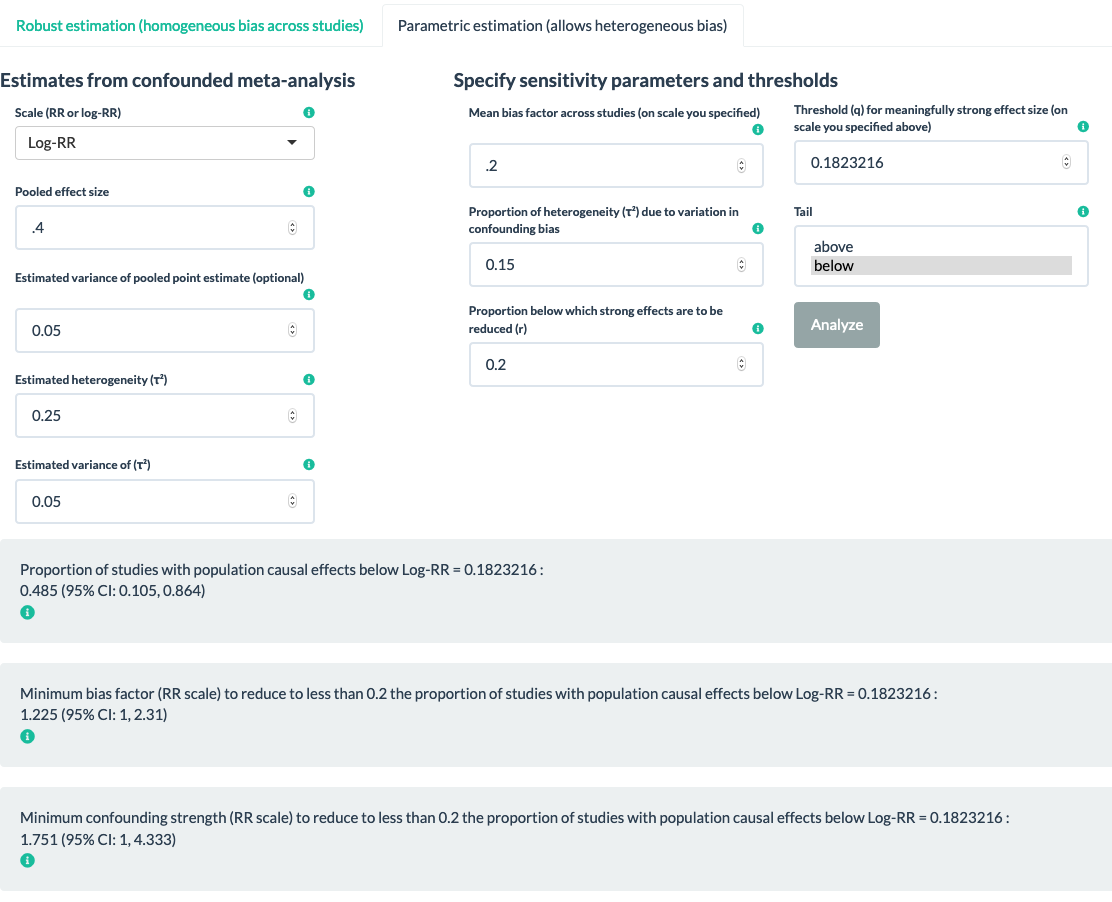 Robust estimation (homogeneous bias across studies)
Parametric estimation (allows heterogeneous bias)
Estimates from confounded meta-analysis
Scale (RR or log-RR)
Log-RR
Pooled effect size
.4
Estimated variance of pooled point estimate (optional)
0.05
Estimated heterogeneity (τ²)
0.25
Estimated variance of (τ²)
0.05
Specify sensitivity parameters and thresholds
Mean bias factor across studies (on scale you specified)
.2
Proportion of heterogeneity (τ²) due to variation in
confounding bias
0.15
Proportion below which strong effects are to be
reduced (r)
0.2
Threshold (q) for meaningfully strong effect size (on
scale you specified above)
0.1823216
Tail
above
below
Analyze
Proportion of studies with population causal effects below Log-RR = 0.1823216 :
0.485 (95% CI: 0.105, 0.864)
Minimum bias factor (RR scale) to reduce to less than 0.2 the proportion of studies with population causal effects below Log-RR = 0.1823216 :
1.225 (95% CI: 1, 2.31)
Minimum confounding strength (RR scale) to reduce to less than 0.2 the proportion of studies with population causal effects below Log-RR = 0.1823216 :
1.751 (95% CI: 1, 4.333)